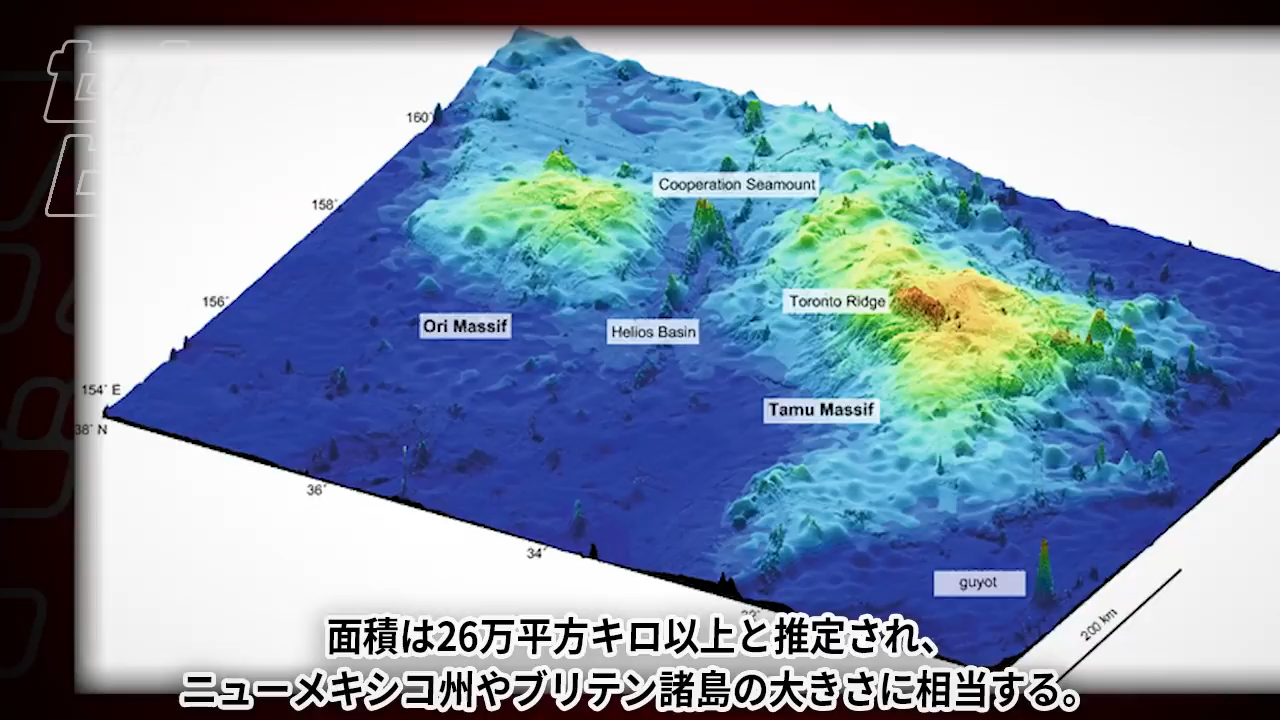 160°
Cooperation Seamount
158°
Toronto Ridge
156°
Ori Massif
Helios Basin
154° E
Tamu Massif
38° N
36°
34°
guyot
200 km
面積は26万平方キロ以上と推定され、
ニューメキシコ州やブリテン諸島の大きさに相当する。